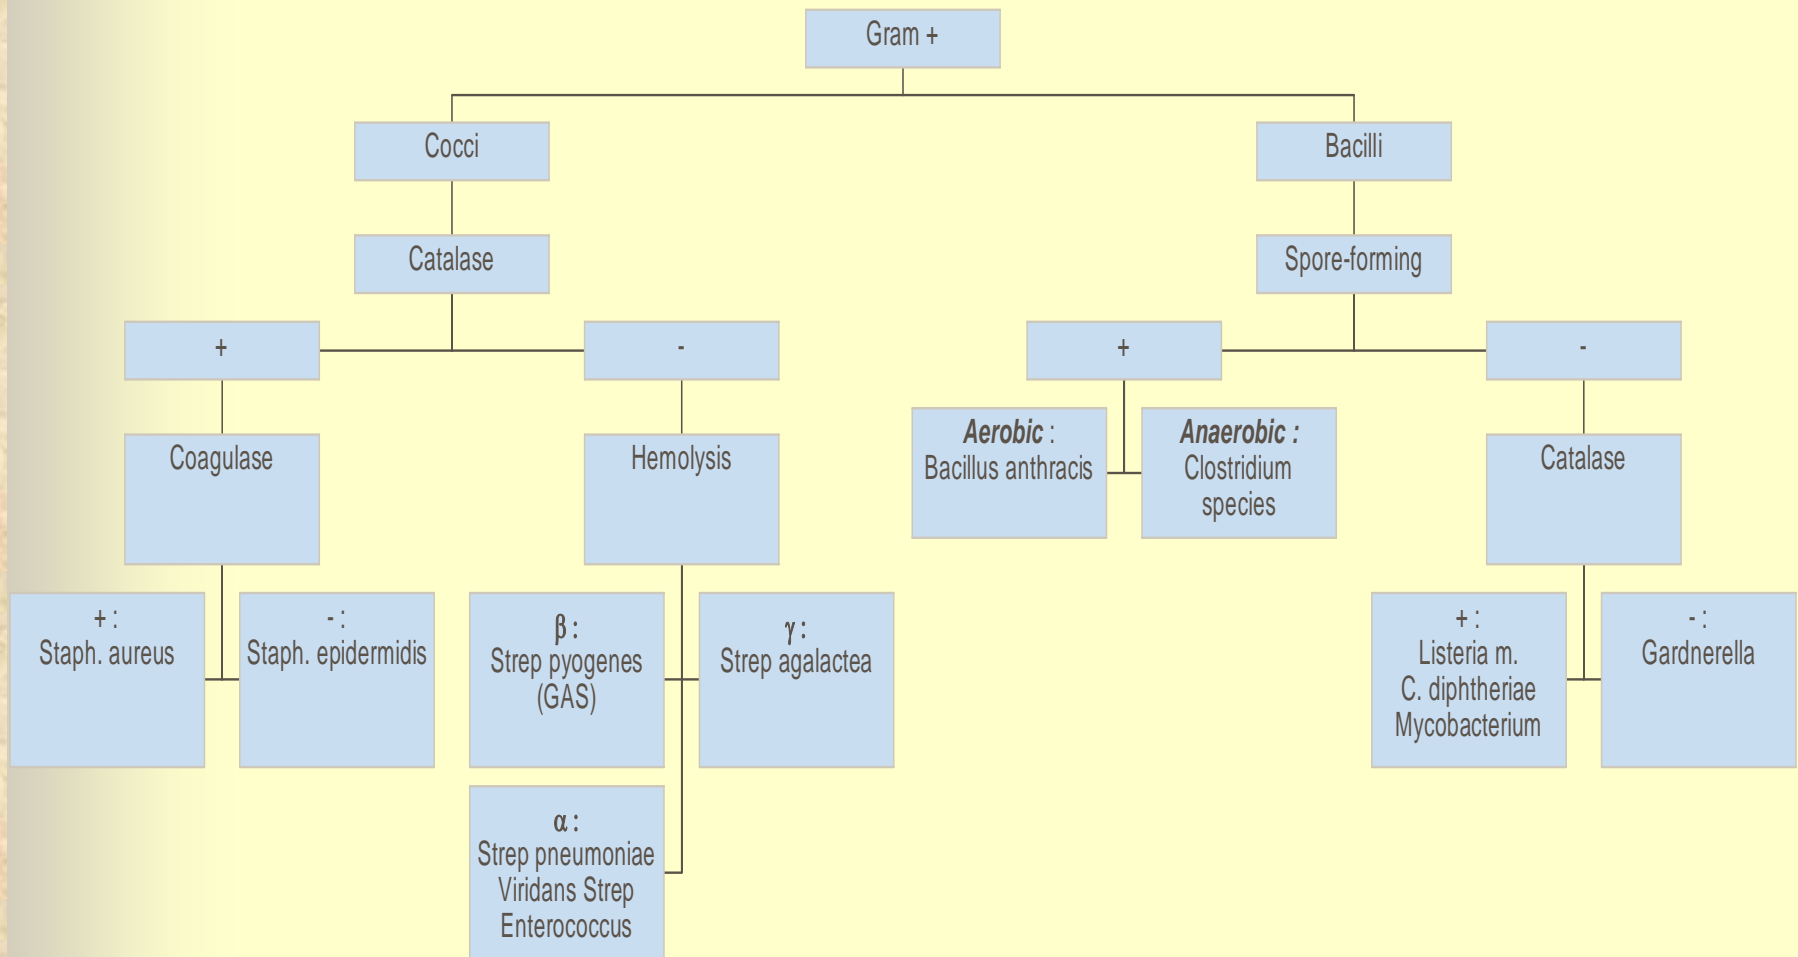 Gram +
Cocci
Bacilli
Catalase
Spore-forming
+
-
+
-
Coagulase
Hemolysis
Aerobic :
Bacillus anthracis
Anaerobic :
Clostridium
species
Catalase
+ :
Staph. aureus
- :
Staph. epidermidis
β :
Strep pyogenes
(GAS)
γ :
Strep agalactea
+ :
Listeria m.
C. diphtheriae
Mycobacterium
- :
Gardnerella
α :
Strep pneumoniae
Viridans Strep
Enterococcus